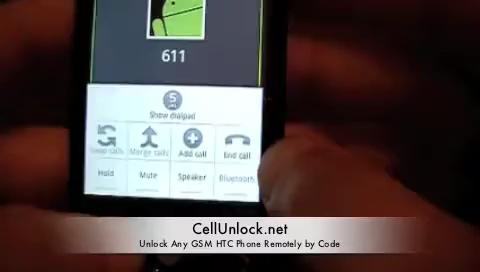 611
5
Show dialpad
Swap calls
Merge calls
Add call
End call
Hold
Mute
Speaker
Bluetooth
CellUnlock.net
Unlock Any GSM HTC Phone Remotely by Code